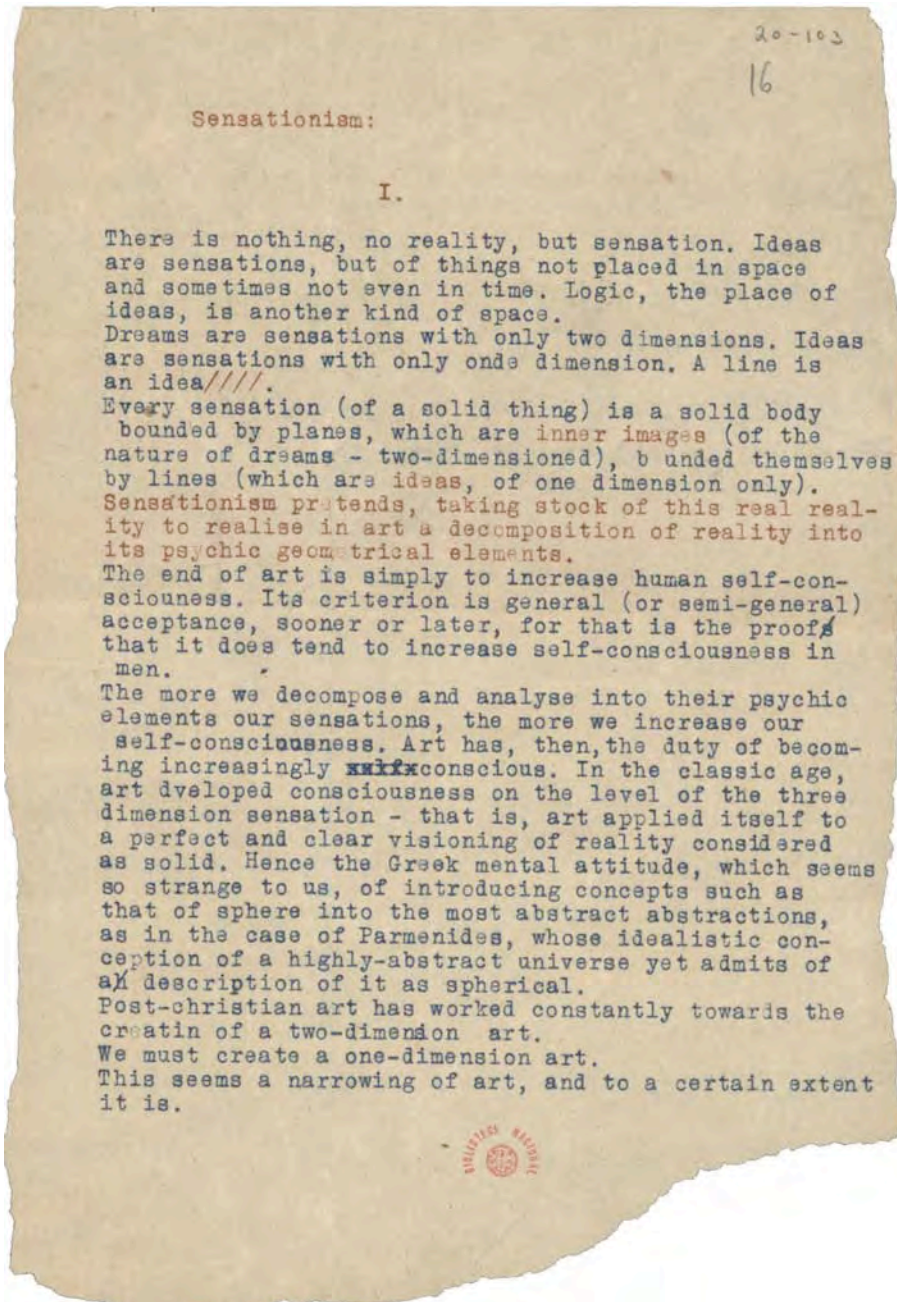 20-103
16
Sensationism:
I.
There is nothing, no reality, but sensation. Ideas
are sensations, but of things not placed in space
and sometimes not even in time. Logic, the place of
ideas, is another kind of space.
Dreams are sensations with only two dimensions. Ideas
are sensations with only onde dimension. A line is
an idea////.
Every sensation (of a solid thing) is a solid body
bounded by planes, which are inner images (of the
nature of dreams - two-dimensioned), b unded themselves
by lines (which are ideas, of one dimension only).
Sensationism pretends, taking stock of this real real-
ity to realise in art a decomposition of reality into
its psychic geometrical elements.
The end of art is simply to increase human self-con-
sciouness. Its criterion is general (or semi-general)
acceptance, sooner or later, for that is the proof
that it does tend to increase self-consciousness in
men.
The more we decompose and analyse into their psychic
elements our sensations, the more we increase our
self-consciousness. Art has, then,the duty of becom-
ing increasingly conscious. In the classic age,
art dveloped consciousness on the level of the three
dimension sensation - that is, art applied itself to
a perfect and clear visioning of reality considered
as solid. Hence the Greek mental attitude, which seems
so strange to us, of introducing concepts such as
that of sphere into the most abstract abstractions,
as in the case of Parmenides, whose idealistic con-
ception of a highly-abstract universe yet admits of
a description of it as spherical.
Post-christian art has worked constantly towards the
creatin of a two-dimension art.
We must create a one-dimension art.
This seems a narrowing of art, and to a certain extent
it is.
BIBLIOTECA NACIONAL